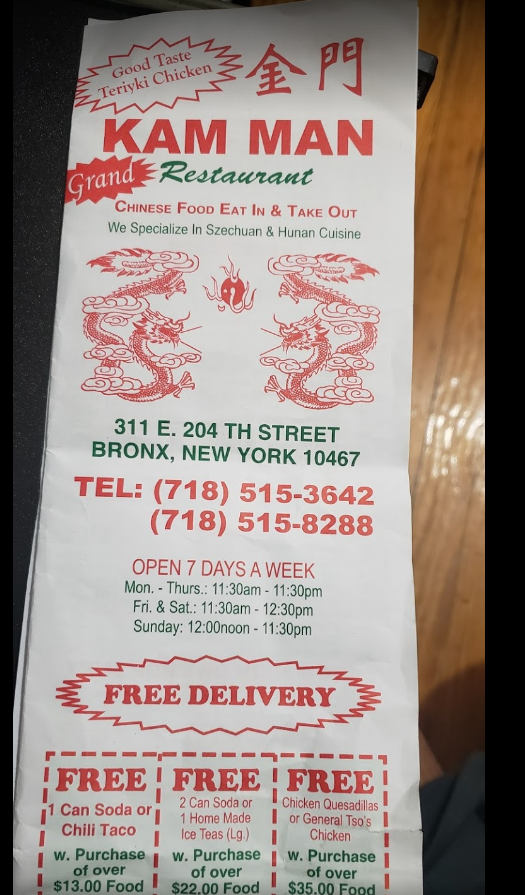 Good Taste
Teriyki Chicken
金門
KAM MAN
Grand Restaurant
CHINESE FOOD EAT IN & TAKE OUT
We Specialize In Szechuan & Hunan Cuisine
311 E. 204 TH STREET
BRONX, NEW YORK 10467
TEL: (718) 515-3642
(718) 515-8288
OPEN 7 DAYS A WEEK
Mon. - Thurs.: 11:30am - 11:30pm
Fri. & Sat.: 11:30am - 12:30pm
Sunday: 12:00noon - 11:30pm
FREE DELIVERY
FREE
1 Can Soda or
Chili Taco
w. Purchase
of over
$13.00 Food
FREE
2 Can Soda or
1 Home Made
Ice Teas (Lg.)
w. Purchase
of over
$22.00 Food
FREE
Chicken Quesadillas
or General Tso's
Chicken
w. Purchase
of over
$35.00 Food